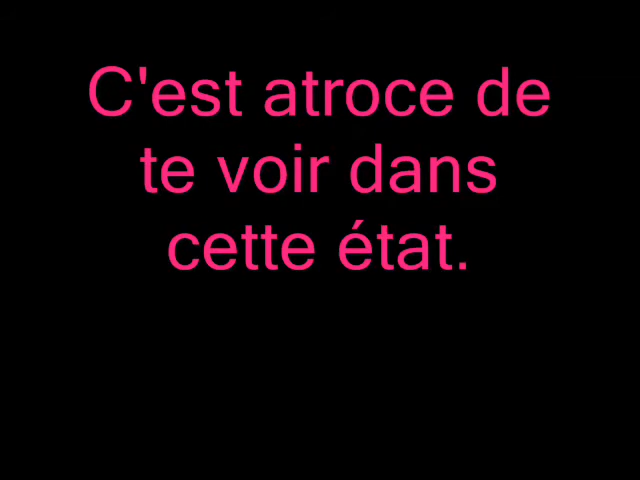 C'est atroce de
te voir dans
cette état.